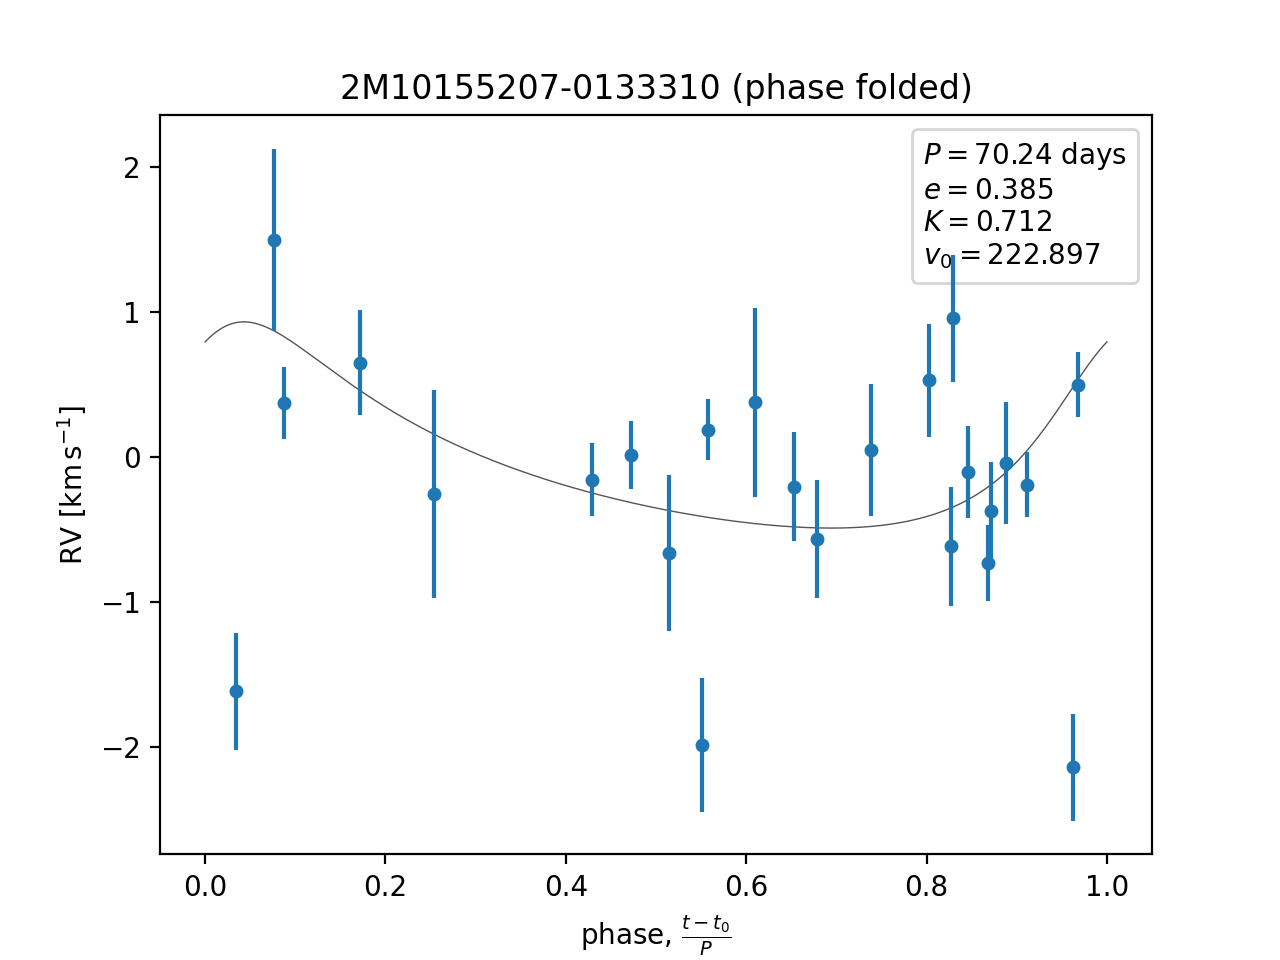 2M10155207-0133310 (phase folded)
P = 70.24 days
e = 0.385
K = 0.712
v₀ = 222.897
2
1
0
−1
−2
RV [km s⁻¹]
0.0 0.2 0.4 0.6 0.8 1.0
phase, (t − t₀)/P